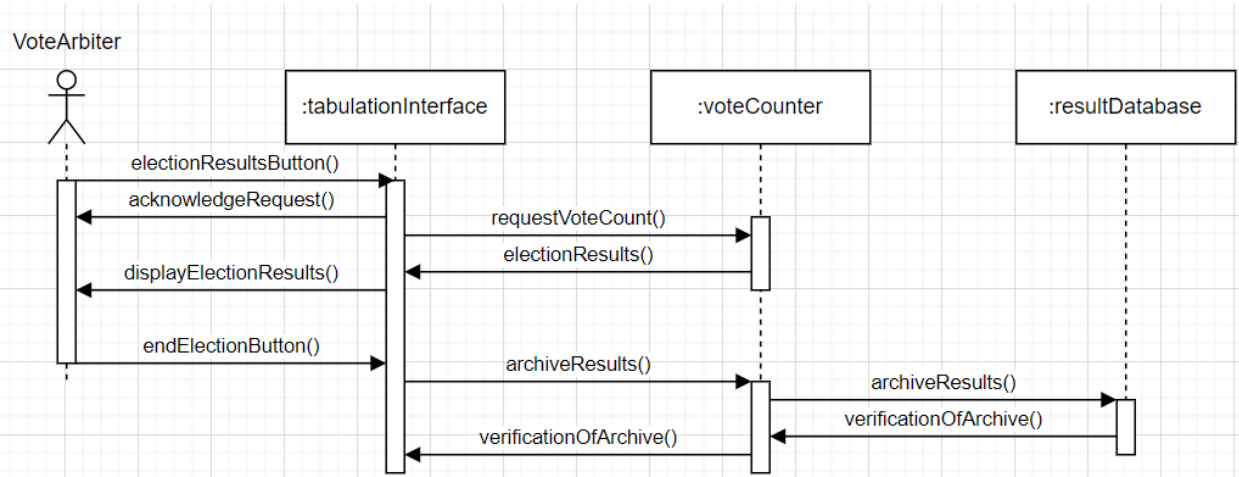 VoteArbiter
:tabulationInterface
:voteCounter
:resultDatabase
electionResultsButton()
acknowledgeRequest()
requestVoteCount()
electionResults()
displayElectionResults()
endElectionButton()
archiveResults()
archiveResults()
verificationOfArchive()
verificationOfArchive()